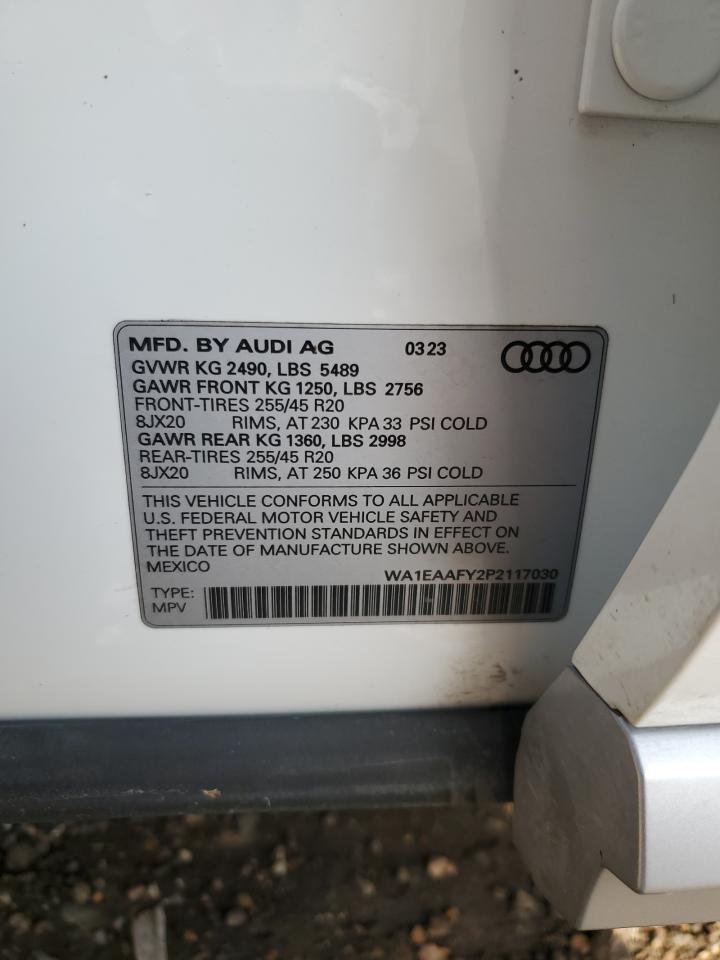 MFD. BY AUDI AG 03 23
GVWR KG 2490, LBS 5489
GAWR FRONT KG 1250, LBS 2756
FRONT-TIRES 255/45 R20
8JX20 RIMS, AT 230 KPA 33 PSI COLD
GAWR REAR KG 1360, LBS 2998
REAR-TIRES 255/45 R20
8JX20 RIMS, AT 250 KPA 36 PSI COLD
THIS VEHICLE CONFORMS TO ALL APPLICABLE
U.S. FEDERAL MOTOR VEHICLE SAFETY AND
THEFT PREVENTION STANDARDS IN EFFECT ON
THE DATE OF MANUFACTURE SHOWN ABOVE.
MEXICO WA1EAAFY2P2117030
TYPE:
MPV